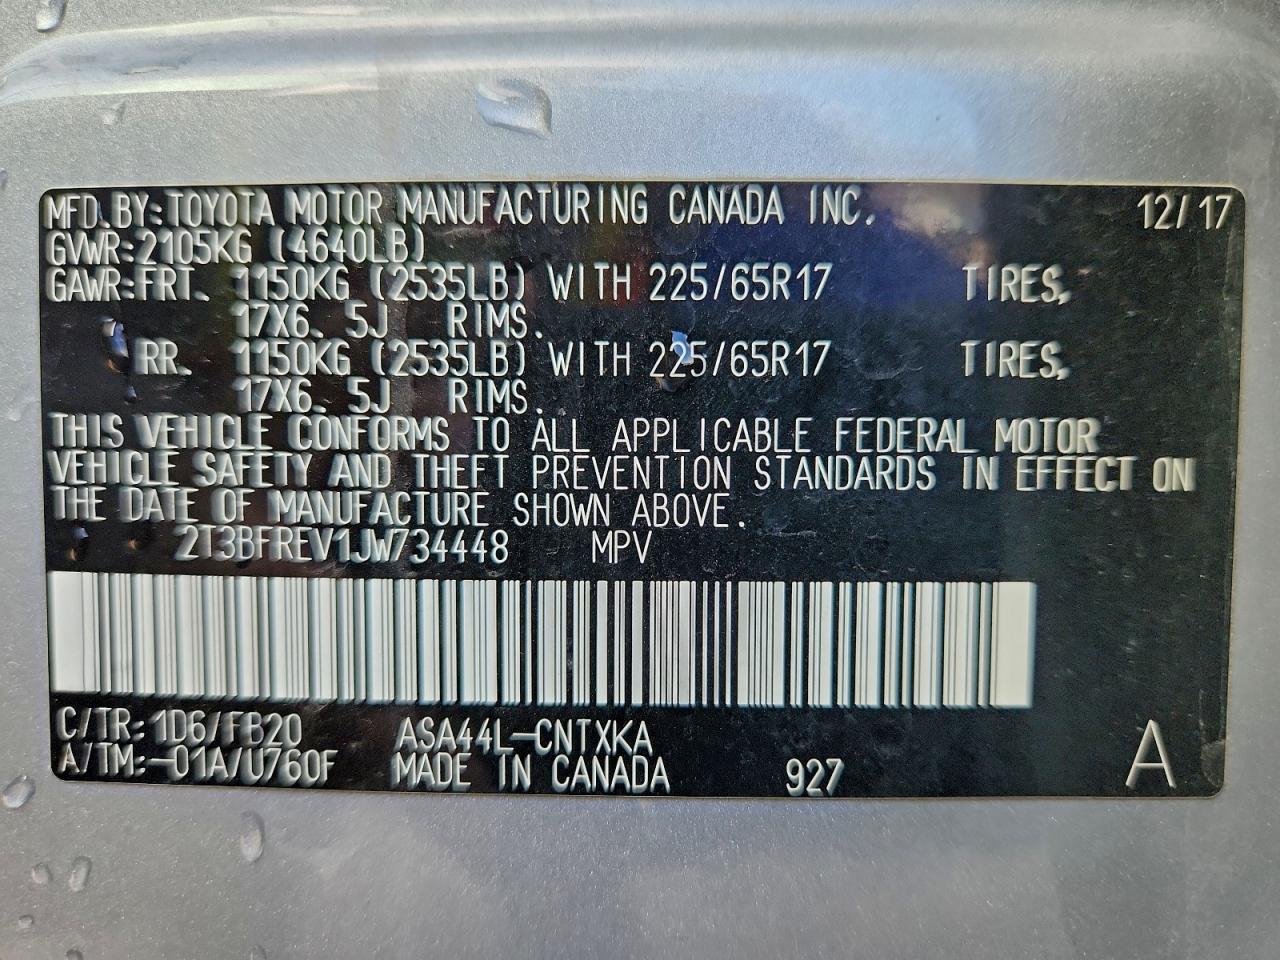 MFD. BY: TOYOTA MOTOR MANUFACTURING CANADA INC. 12/17
GVWR: 2105KG (4640LB)
GAWR: FRT. 1150KG (2535LB) WITH 225/65R17 TIRES,
17X6. 5J RIMS.
RR. 1150KG (2535LB) WITH 225/65R17 TIRES,
17X6. 5J RIMS.
THIS VEHICLE CONFORMS TO ALL APPLICABLE FEDERAL MOTOR
VEHICLE SAFETY AND THEFT PREVENTION STANDARDS IN EFFECT ON
THE DATE OF MANUFACTURE SHOWN ABOVE.
2T3BFREV1JW734448 MPV
C/TR: 1D6/FB20 ASA44L-CNTXKA
A/TM: -01A/U760F MADE IN CANADA 927 A